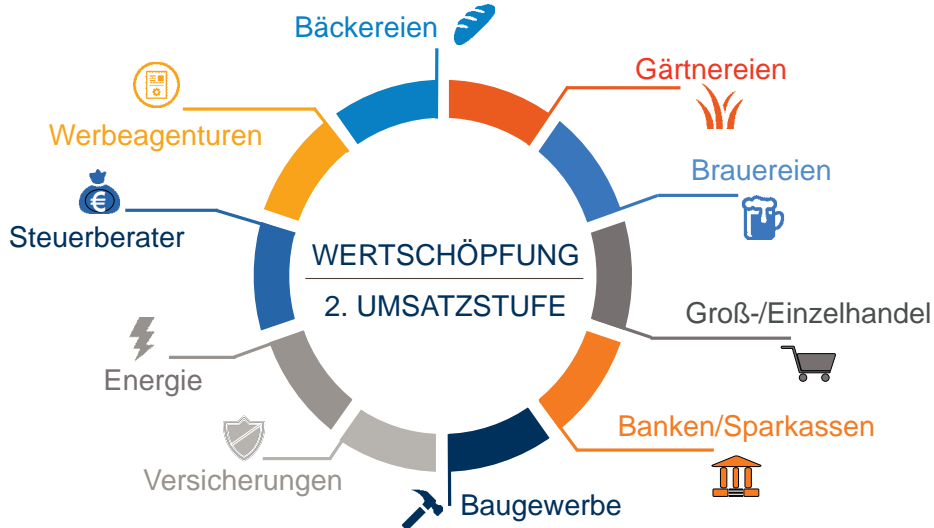 Bäckereien
Gärtnereien
Werbeagenturen
Brauereien
Steuerberater
WERTSCHÖPFUNG
2. UMSATZSTUFE
Groß-/Einzelhandel
Energie
Banken/Sparkassen
Versicherungen
Baugewerbe
€